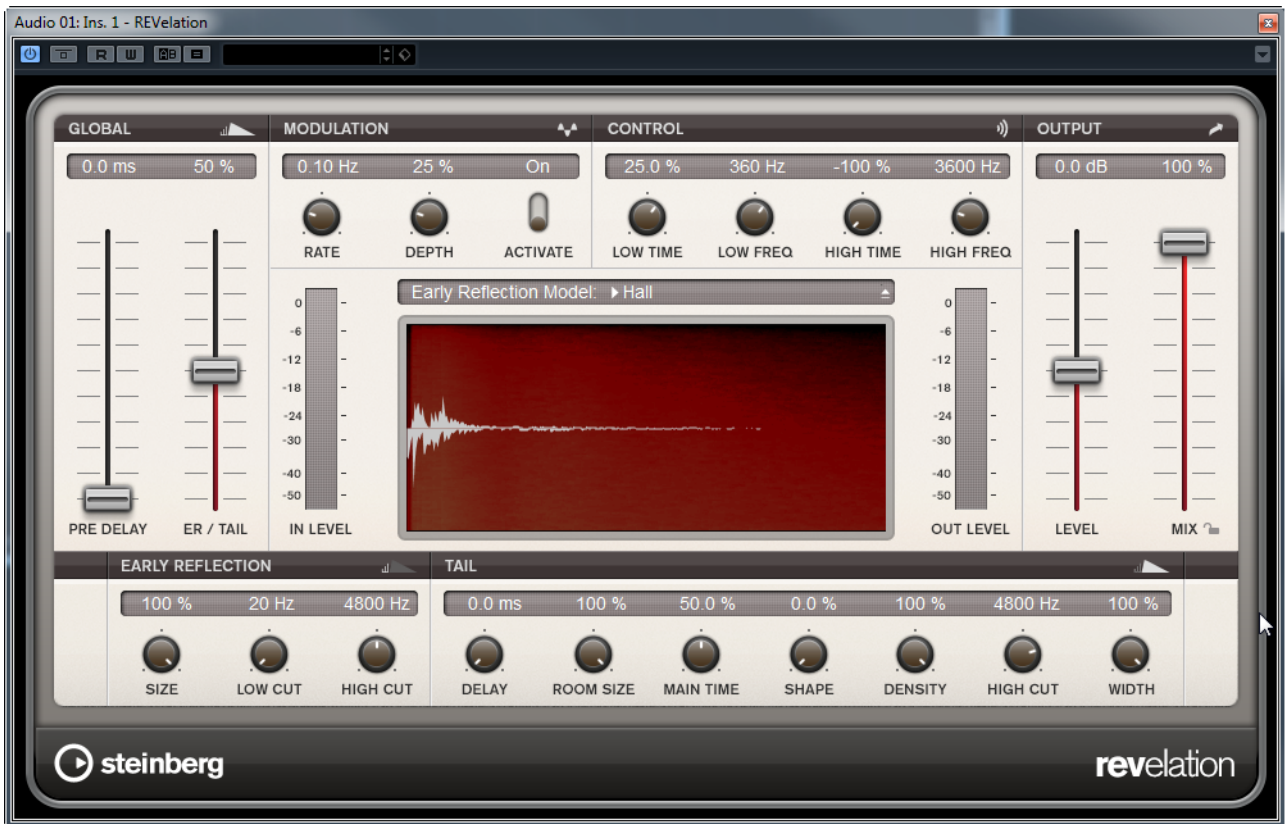 Audio 01: Ins. 1 - REVelation
R W AB
GLOBAL MODULATION CONTROL OUTPUT
0.0 ms 50 % 0.10 Hz 25 % On 25.0 % 360 Hz -100 % 3600 Hz 0.0 dB 100 %
RATE DEPTH ACTIVATE LOW TIME LOW FREQ HIGH TIME HIGH FREQ
Early Reflection Model: Hall
0 0
-6 -6
-12 -12
-18 -18
-24 -24
-30 -30
-40 -40
-50 -50
PRE DELAY ER / TAIL IN LEVEL OUT LEVEL LEVEL MIX
EARLY REFLECTION TAIL
100 % 20 Hz 4800 Hz 0.0 ms 100 % 50.0 % 0.0 % 100 % 4800 Hz 100 %
SIZE LOW CUT HIGH CUT DELAY ROOM SIZE MAIN TIME SHAPE DENSITY HIGH CUT WIDTH
steinberg revelation